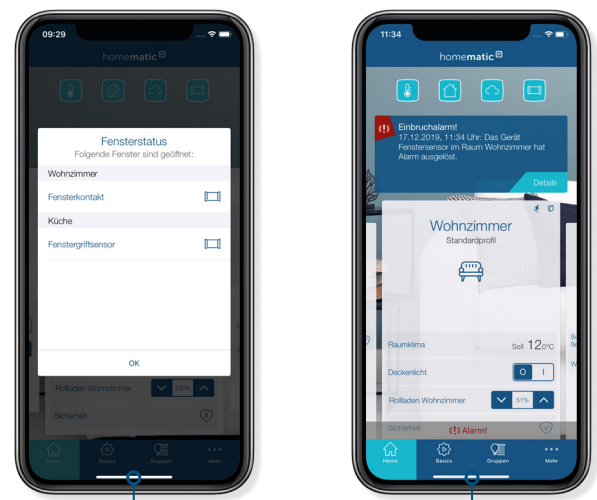 09:29
homematic IP
Fensterstatus
Folgende Fenster sind geöffnet:
Wohnzimmer
Fensterkontakt
Küche
Fenstergriffsensor
OK
Rollladen Wohnzimmer 100%
Sicherheit
Home Basics Gruppen Mehr
11:34
homematic IP
Einbruchalarm!
17.12.2019, 11:34 Uhr: Das Gerät
Fenstersensor im Raum Wohnzimmer hat
Alarm ausgelöst.
Details
Wohnzimmer
Standardprofil
Raumklima Soll 12,0°C
Deckenlicht O I
Rollladen Wohnzimmer 51%
Sicherheit Alarm!
Home Basics Gruppen Mehr